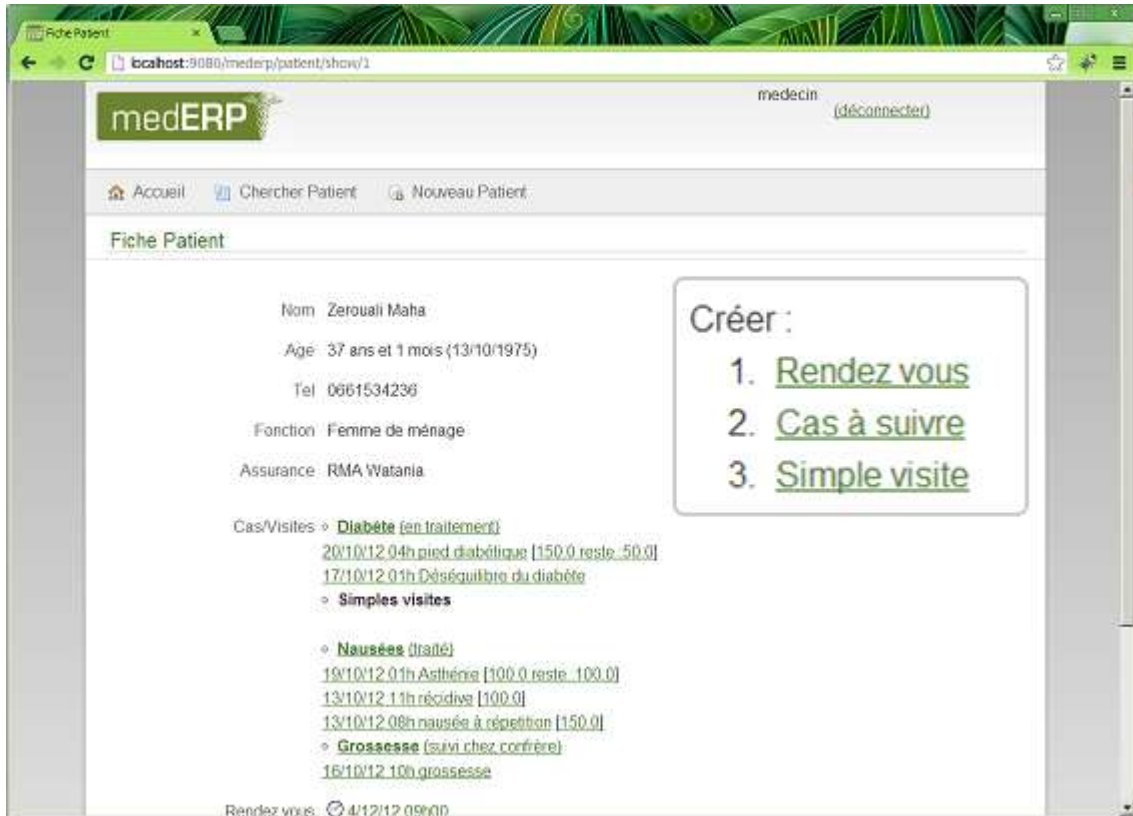 Fiche Patient
localhost:9080/mederp/patient/show/1
medERP
medecin
(déconnecter)
Accueil Chercher Patient Nouveau Patient
Fiche Patient
Nom Zerouali Maha
Age 37 ans et 1 mois (13/10/1975)
Tel 0661534236
Fonction Femme de ménage
Assurance RMA Watania
Créer :
1. Rendez vous
2. Cas à suivre
3. Simple visite
Cas/Visites Diabète (en traitement)
20/10/12 04h pied diabétique [150.0 reste :50.0]
17/10/12 01h Déséquilibre du diabète
Simples visites
Nausées (traité)
19/10/12 01h Asthénie [100.0 reste :100.0]
13/10/12 11h récidive [100.0]
13/10/12 08h nausée à répetition [150.0]
Grossesse (suivi chez confrère)
16/10/12 10h grossesse
Rendez vous 4/12/12 09h00